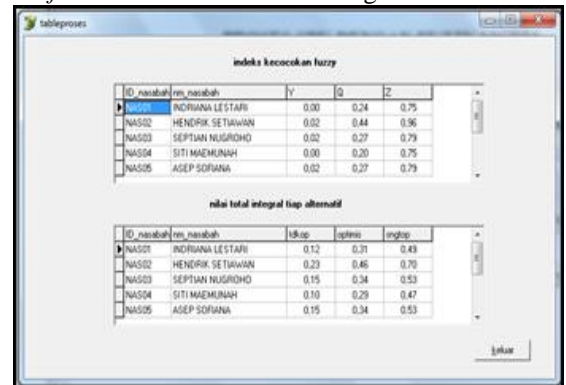 tableproses
indeks kecocokan fuzzy
ID_nasabah nm_nasabah Y Q Z
NAS01 INDRIANA LESTARI 0,00 0,24 0,75
NAS02 HENDRIK SETIAWAN 0,02 0,44 0,96
NAS03 SEPTIAN NUGROHO 0,02 0,27 0,79
NAS04 SITI MAEMUNAH 0,00 0,20 0,75
NAS05 ASEP SOFIANA 0,02 0,27 0,79
nilai total integral tiap alternatif
ID_nasabah nm_nasabah tdkop optimis sngtop
NAS01 INDRIANA LESTARI 0,12 0,31 0,49
NAS02 HENDRIK SETIAWAN 0,23 0,46 0,70
NAS03 SEPTIAN NUGROHO 0,15 0,34 0,53
NAS04 SITI MAEMUNAH 0,10 0,29 0,47
NAS05 ASEP SOFIANA 0,15 0,34 0,53
keluar